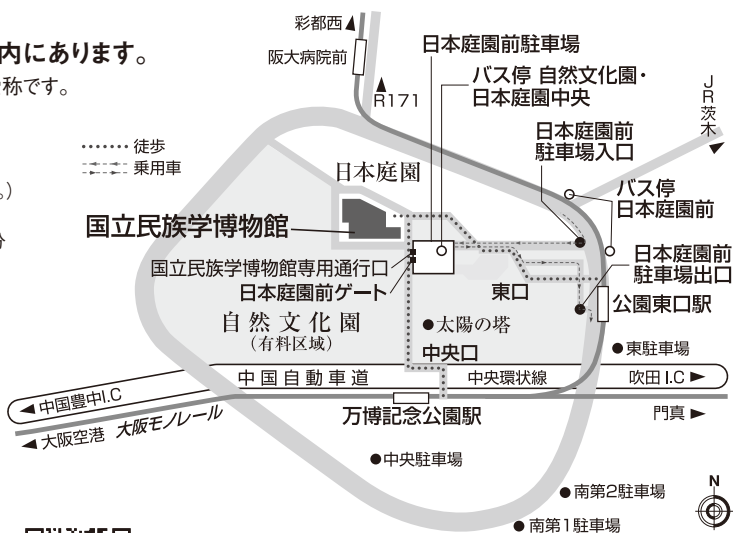 内にあります。
称です。
。)
分
•••••• 徒歩
乗用車
彩都西▲
阪大病院前
▲
R171
日本庭園前駐車場
バス停 自然文化園・
日本庭園中央
JR茨木
日本庭園前
駐車場入口
日本庭園
バス停
日本庭園前
国立民族学博物館
国立民族学博物館専用通行口
日本庭園前ゲート
日本庭園前
駐車場出口
東口
公園東口駅
自然文化園
(有料区域)
●太陽の塔
中央口
●東駐車場
中国自動車道
中央環状線
吹田I.C▶
◀中国豊中I.C
万博記念公園駅
門真▶
◀大阪空港 大阪モノレール
●中央駐車場
●南第2駐車場
●南第1駐車場
N